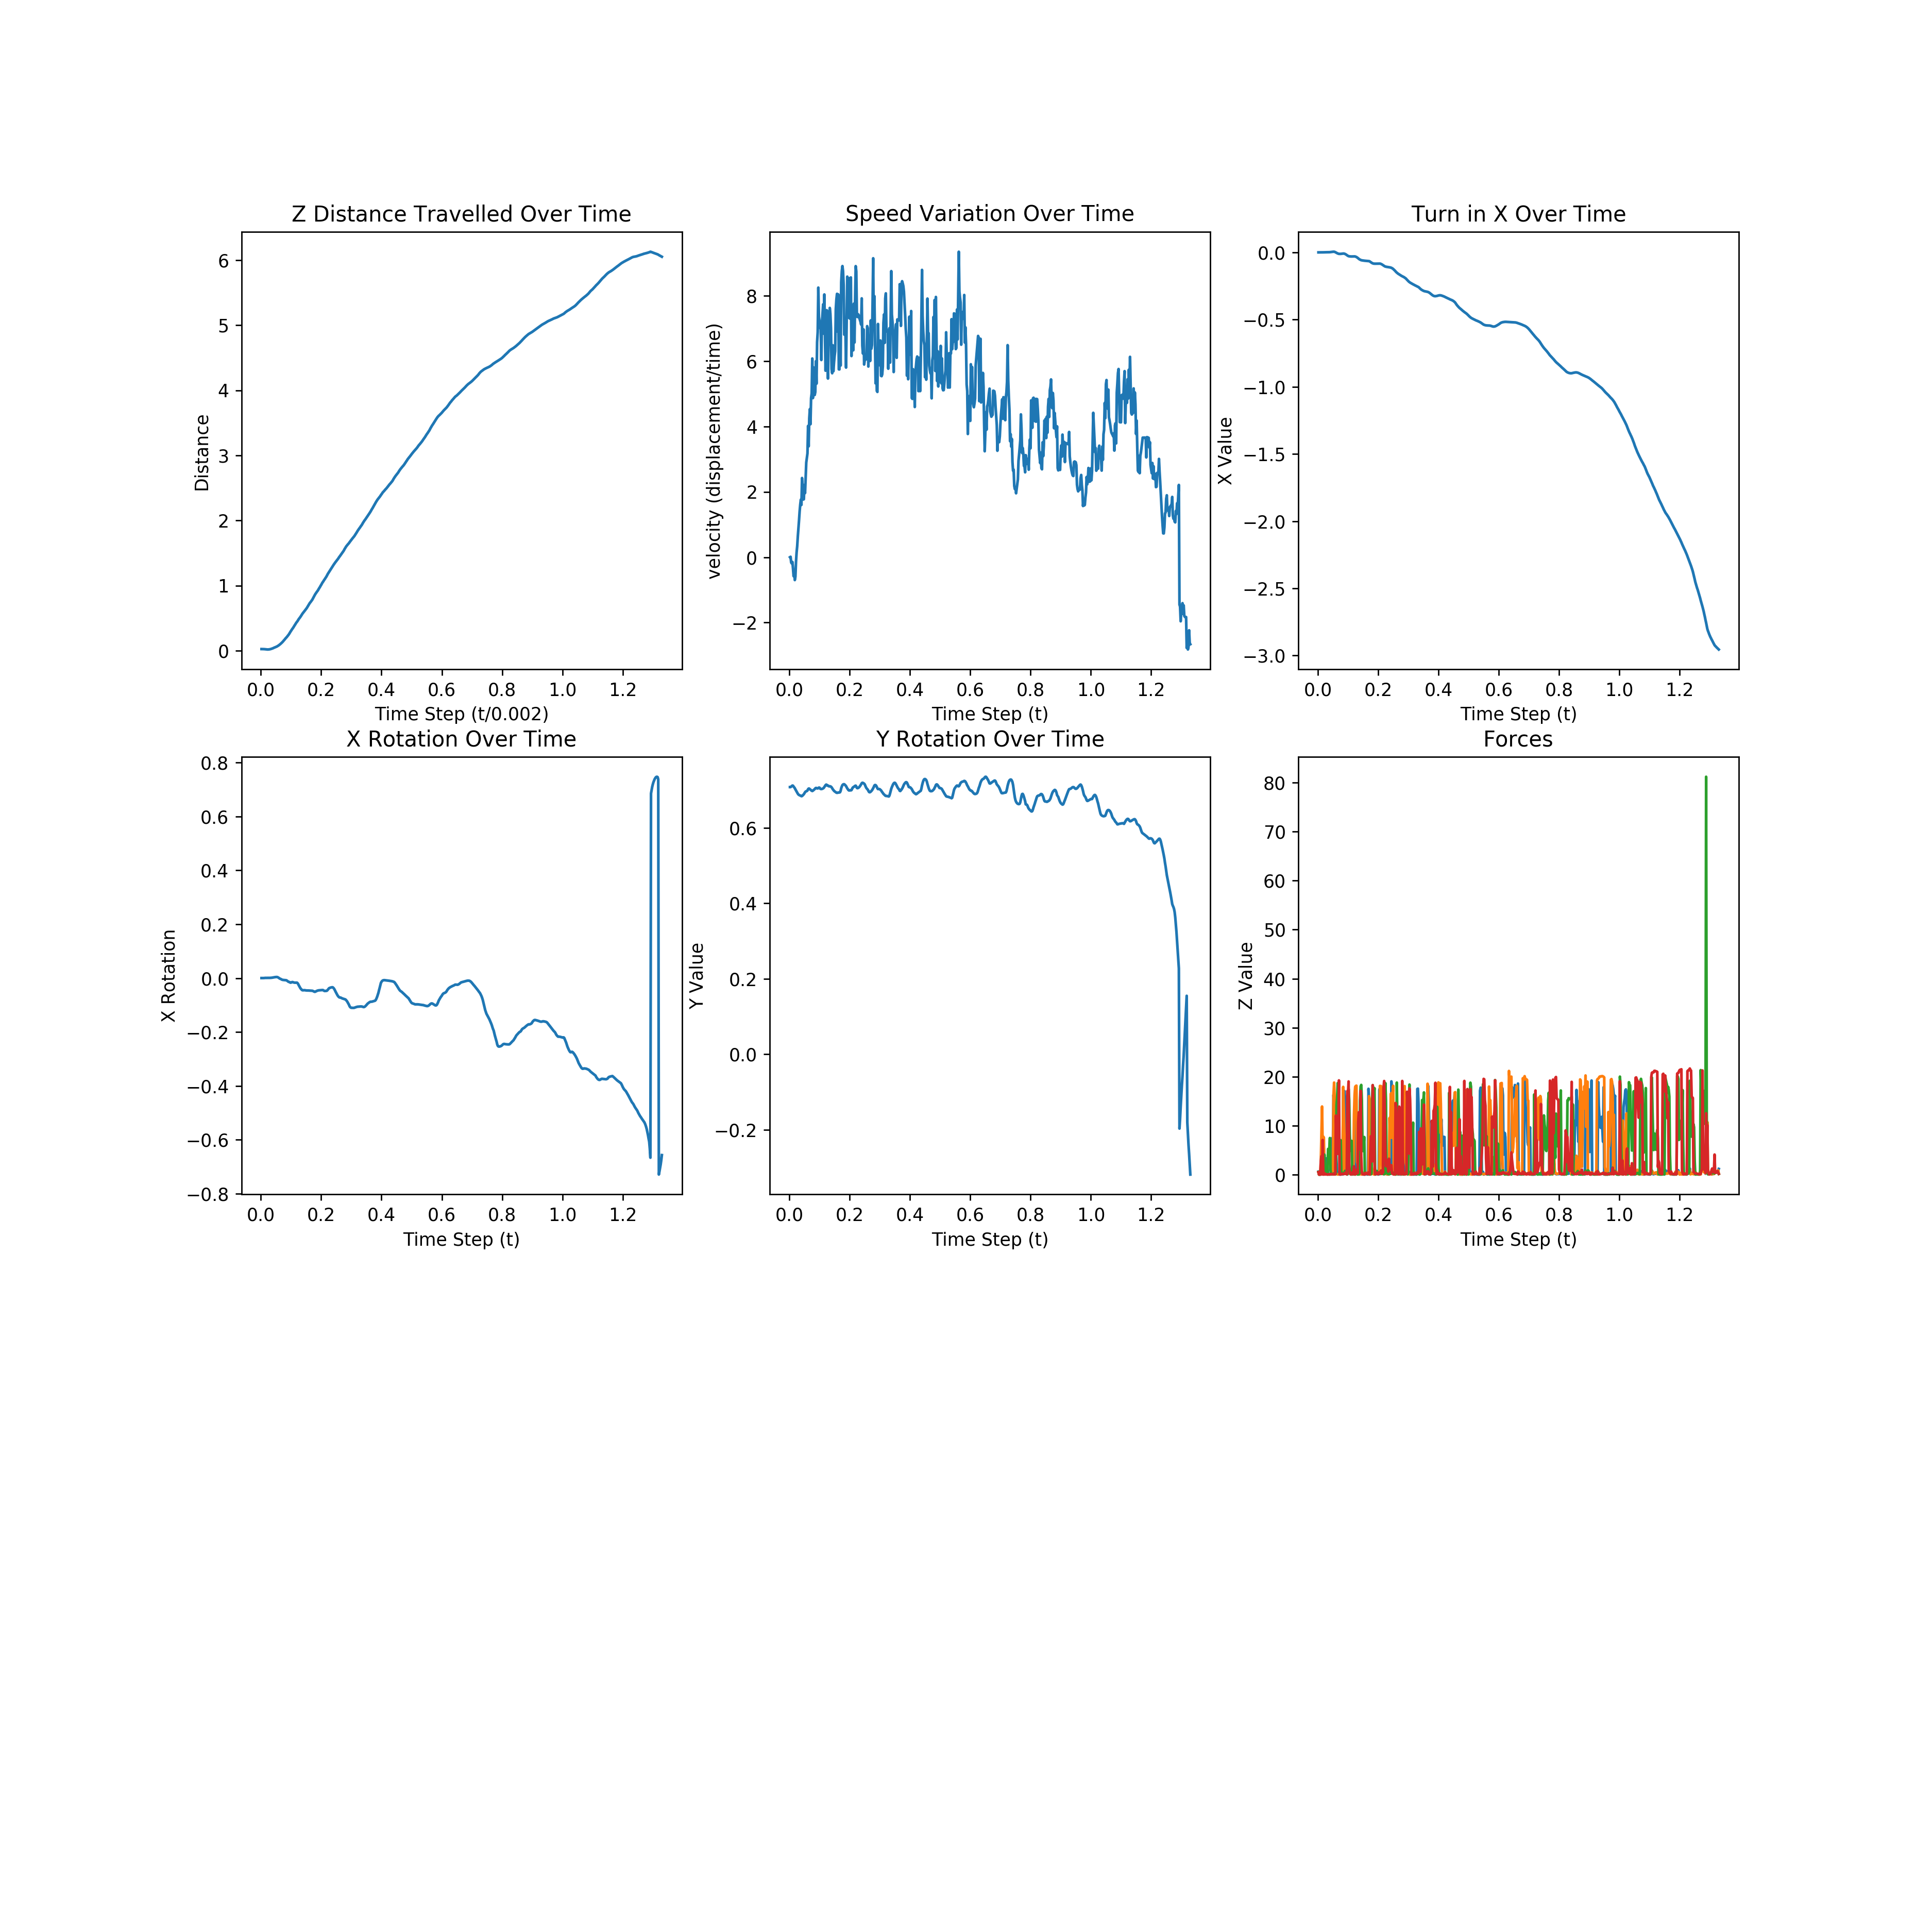 Z Distance Travelled Over Time
Speed Variation Over Time
Turn in X Over Time
Distance
6
5
4
3
2
1
0
0.0 0.2 0.4 0.6 0.8 1.0 1.2
Time Step (t/0.002)
velocity (displacement/time)
8
6
4
2
0
−2
0.0 0.2 0.4 0.6 0.8 1.0 1.2
Time Step (t)
X Value
0.0
−0.5
−1.0
−1.5
−2.0
−2.5
−3.0
0.0 0.2 0.4 0.6 0.8 1.0 1.2
Time Step (t)
X Rotation Over Time
Y Rotation Over Time
Forces
X Rotation
0.8
0.6
0.4
0.2
0.0
−0.2
−0.4
−0.6
−0.8
0.0 0.2 0.4 0.6 0.8 1.0 1.2
Time Step (t)
Y Value
0.6
0.4
0.2
0.0
−0.2
0.0 0.2 0.4 0.6 0.8 1.0 1.2
Time Step (t)
Z Value
80
70
60
50
40
30
20
10
0
0.0 0.2 0.4 0.6 0.8 1.0 1.2
Time Step (t)